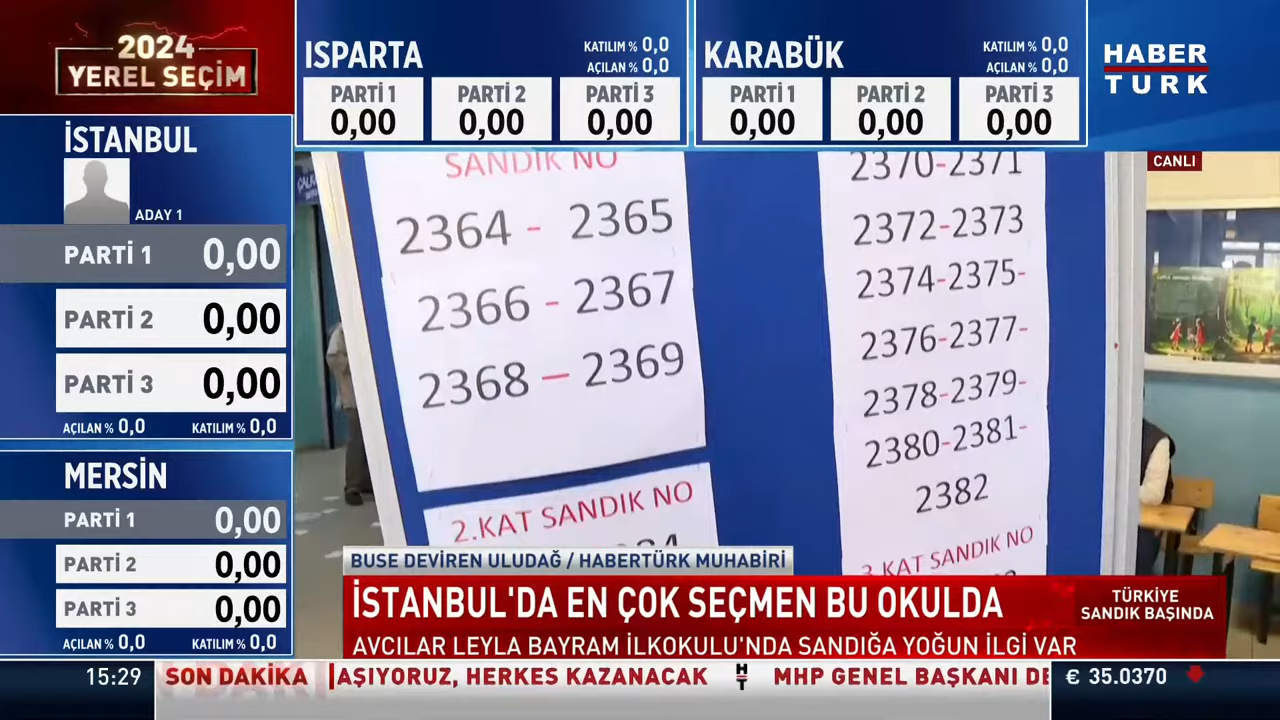 2024
YEREL SEÇİM
ISPARTA
KATILIM % 0,0
AÇILAN % 0,0
PARTİ 1
PARTİ 2
PARTİ 3
0,00
0,00
0,00
KARABÜK
KATILIM % 0,0
AÇILAN % 0,0
PARTİ 1
PARTİ 2
PARTİ 3
0,00
0,00
0,00
HABER
TURK
CANLI
İSTANBUL
ADAY 1
PARTİ 1 0,00
PARTİ 2 0,00
PARTİ 3 0,00
AÇILAN % 0,0 KATILIM % 0,0
MERSİN
PARTİ 1 0,00
PARTİ 2 0,00
PARTİ 3 0,00
AÇILAN % 0,0 KATILIM % 0,0
SANDIK NO
2364 - 2365
2366 - 2367
2368 – 2369
2.KAT SANDIK NO
2370-2371
2372-2373
2374-2375-
2376-2377-
2378-2379-
2380-2381-
2382
KAT SANDIK NO
BUSE DEVİREN ULUDAĞ / HABERTÜRK MUHABİRİ
İSTANBUL'DA EN ÇOK SEÇMEN BU OKULDA
AVCILAR LEYLA BAYRAM İLKOKULU'NDA SANDIĞA YOĞUN İLGİ VAR
TÜRKİYE
SANDIK BAŞINDA
15:29
SON DAKİKA
AŞIYORUZ, HERKES KAZANACAK
MHP GENEL BAŞKANI DE
€ 35.0370